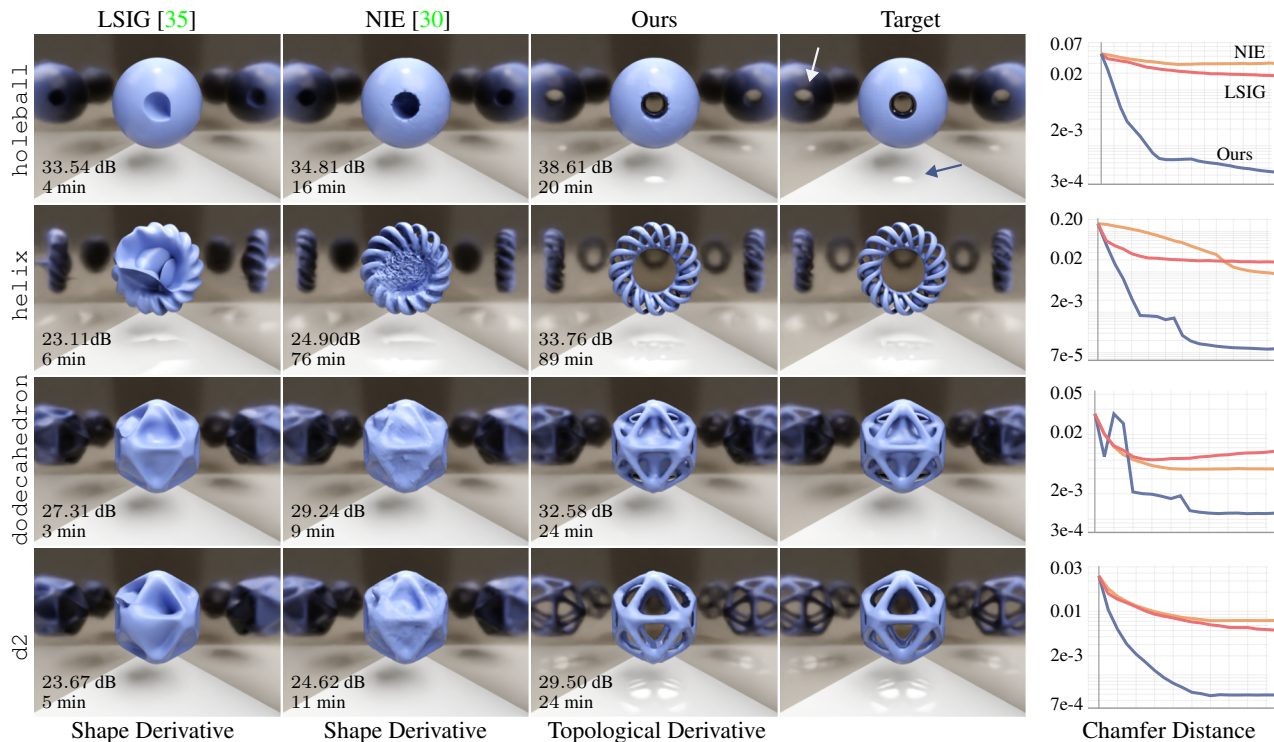 LSIG [35] NIE [30] Ours Target
holeball
33.54 dB
4 min
34.81 dB
16 min
38.61 dB
20 min
0.07
0.02
2e-3
3e-4
NIE
LSIG
Ours
helix
23.11dB
6 min
24.90dB
76 min
33.76 dB
89 min
0.20
0.02
2e-3
7e-5
dodecahedron
27.31 dB
3 min
29.24 dB
9 min
32.58 dB
24 min
0.05
0.02
2e-3
3e-4
d2
23.67 dB
5 min
24.62 dB
11 min
29.50 dB
24 min
0.03
0.01
2e-3
7e-4
Shape Derivative Shape Derivative Topological Derivative Chamfer Distance